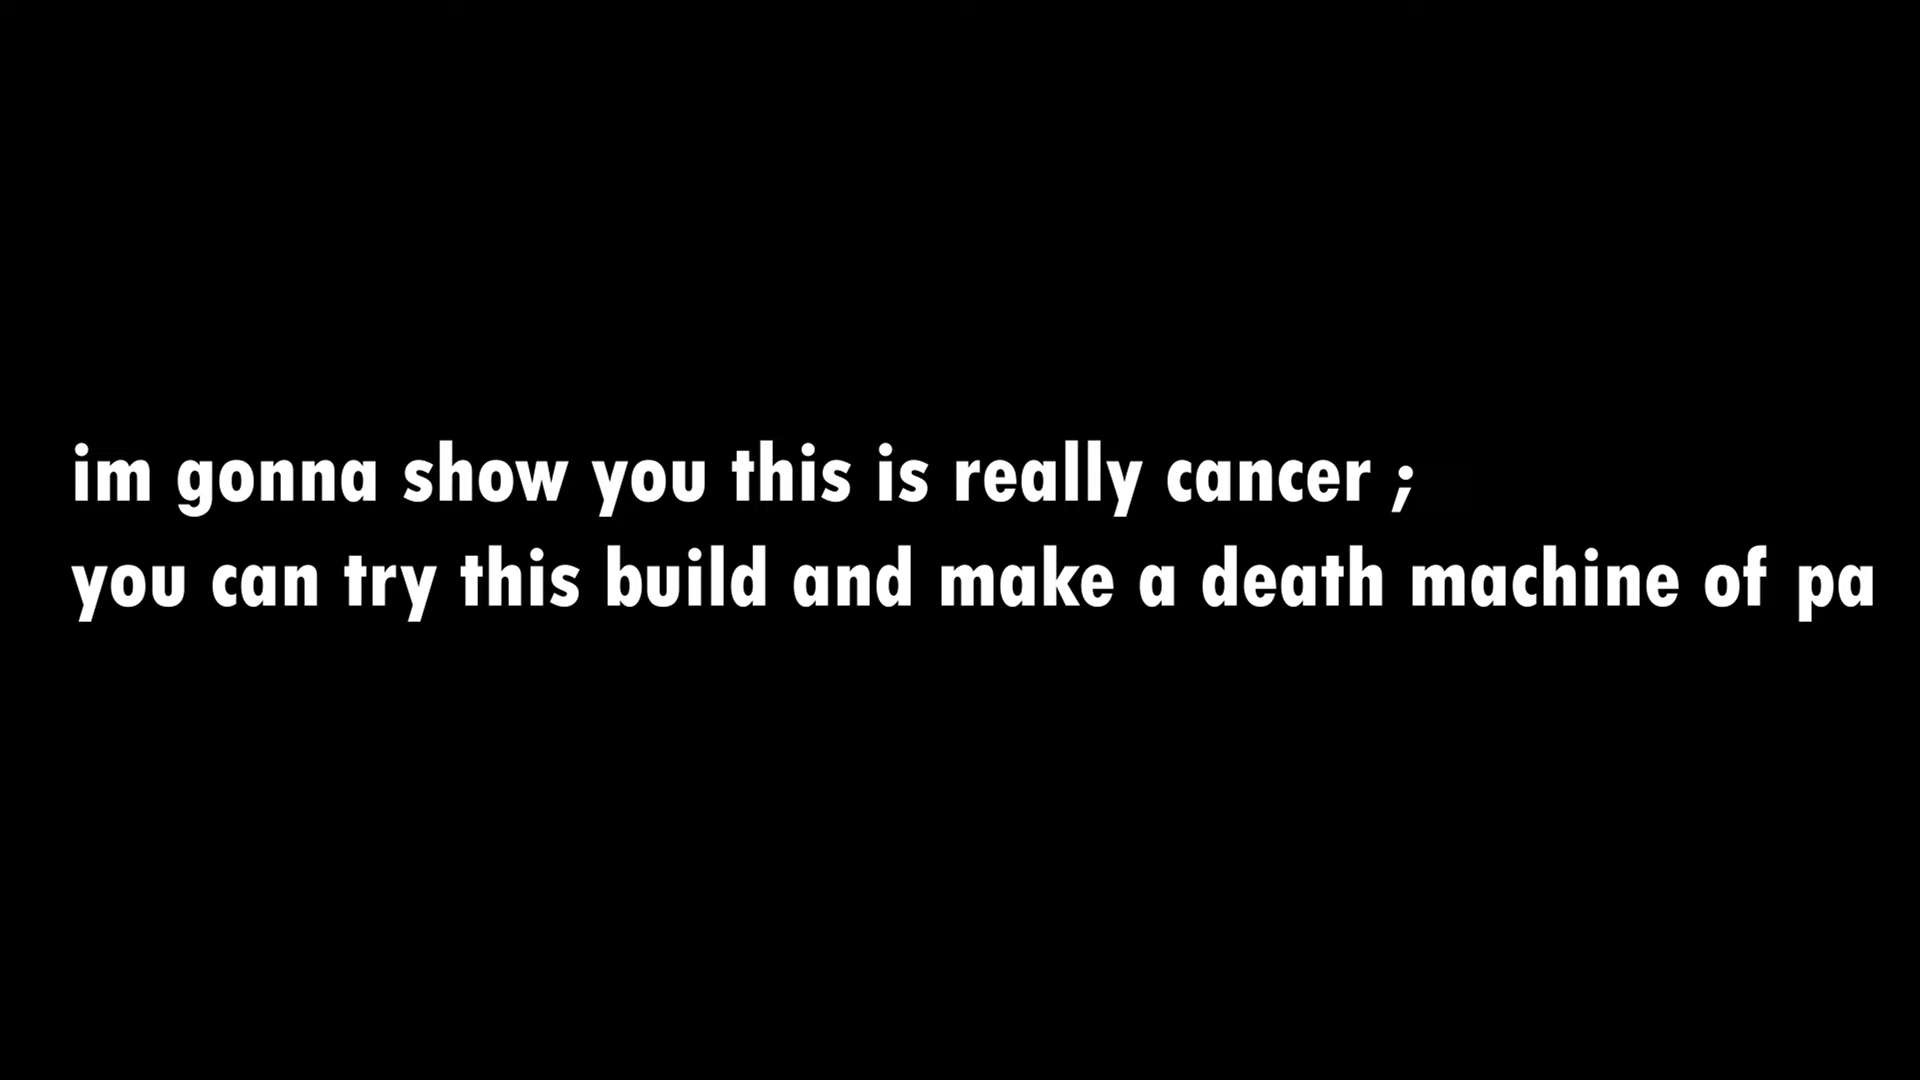 im gonna show you this is really cancer ;
you can try this build and make a death machine of pa